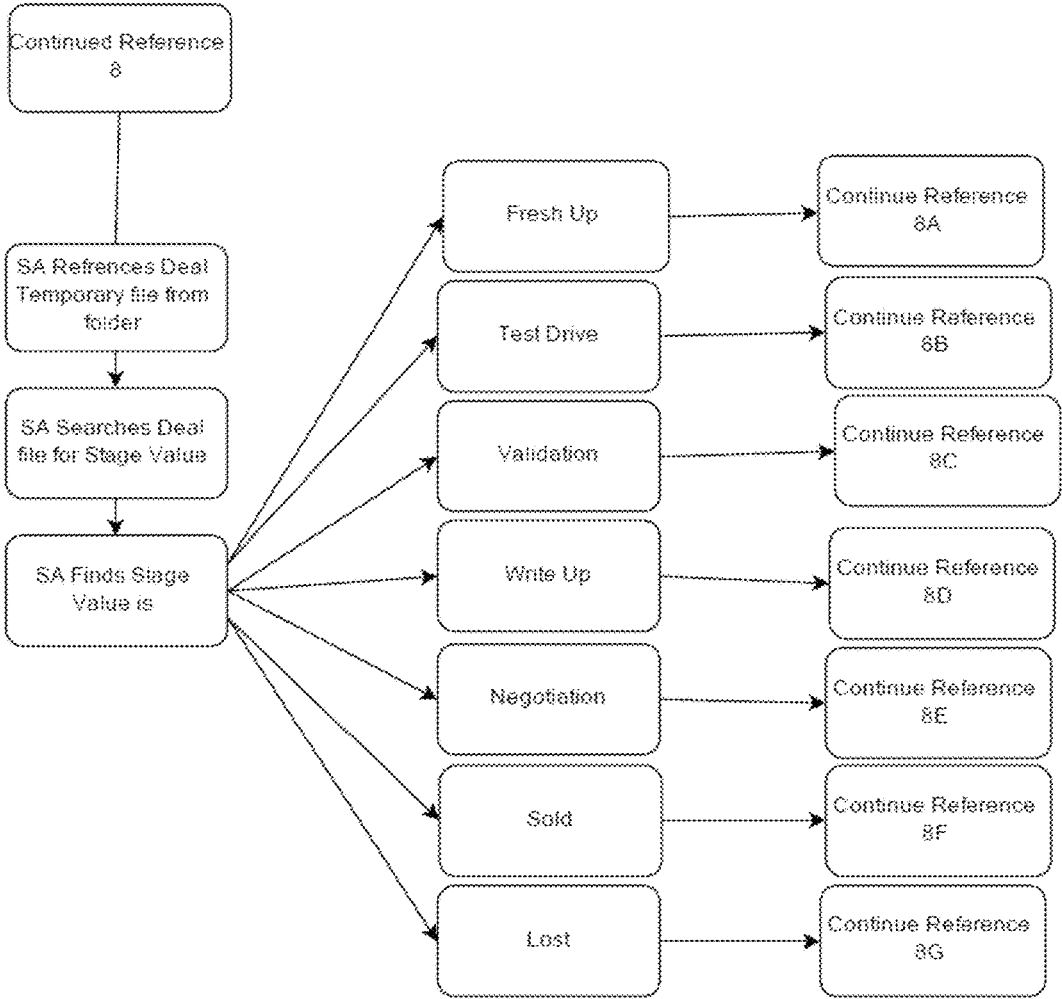 Continued Reference
8
SA Refrences Deal
Temporary file from
folder
SA Searches Deal
file for Stage Value
SA Finds Stage
Value is
Fresh Up
Continue Reference
8A
Test Drive
Continue Reference
8B
Validation
Continue Reference
8C
Write Up
Continue Reference
8D
Negotiation
Continue Reference
8E
Sold
Continue Reference
8F
Lost
Continue Reference
8G